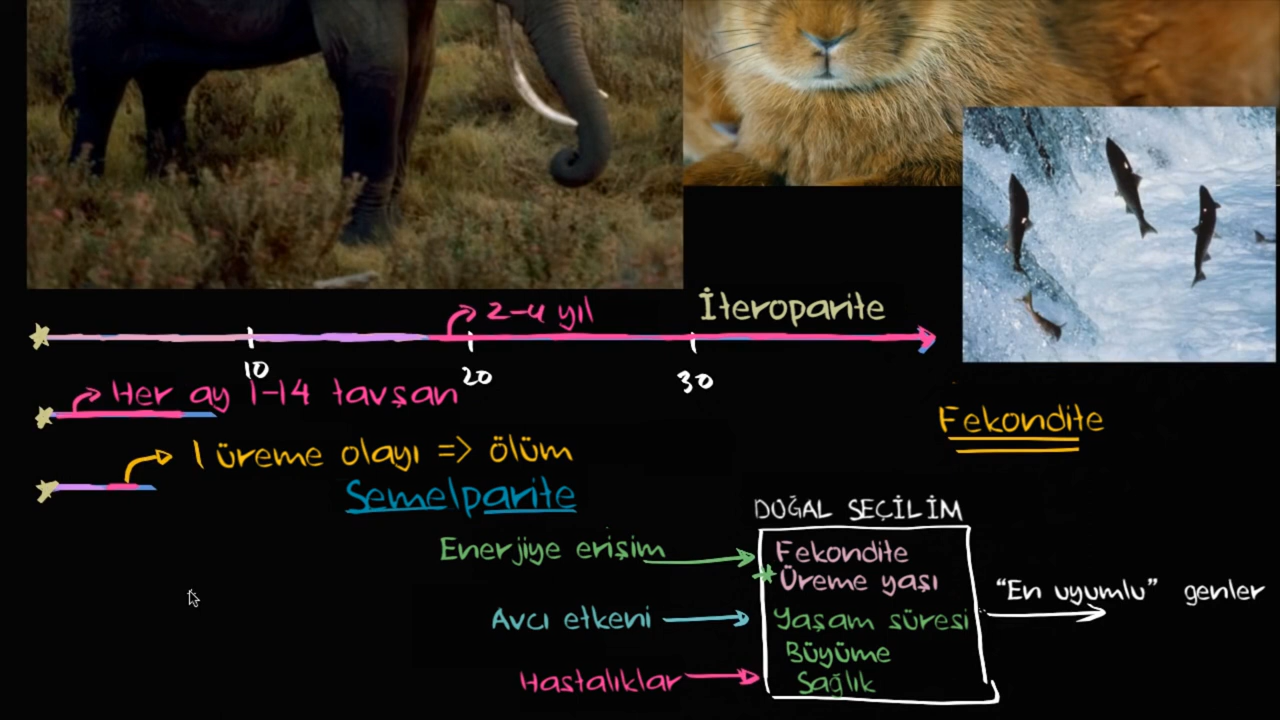 2-4 yıl
İteroparite
10
20
30
Her ay 1-14 tavşan
Fekondite
1 üreme olayı => ölüm
Semelparite
DOĞAL SEÇİLİM
Enerjiye erişim
Fekondite
* Üreme yaşı
"En uyumlu" genler
Avcı etkeni
Yaşam süresi
Büyüme
Hastalıklar
Sağlık